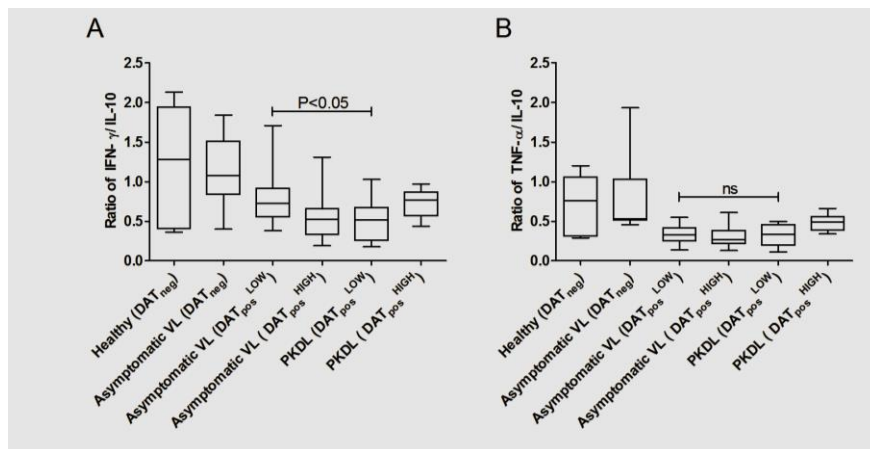 A
Ratio of IFN- γ/ IL-10
2.5
2.0
1.5
1.0
0.5
0.0
P<0.05
Healthy (DATneg)
Asymptomatic VL (DATneg)
Asymptomatic VL (DATpos LOW)
Asymptomatic VL ( DATpos HIGH)
PKDL (DATpos LOW)
PKDL ( DATpos HIGH)
B
Ratio of TNF-α/ IL-10
2.5
2.0
1.5
1.0
0.5
0.0
ns
Healthy (DATneg)
Asymptomatic VL (DATneg)
Asymptomatic VL (DATpos LOW)
Asymptomatic VL ( DATpos HIGH)
PKDL (DATpos LOW)
PKDL ( DATpos HIGH)